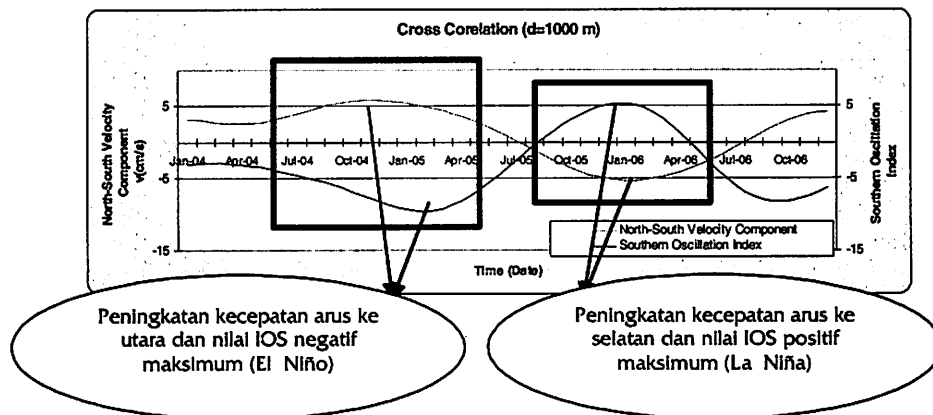 Cross Corelation (d=1000 m)
North-South Velocity
Component
v(cm/s)
5
-5
-15
Jan-04 Apr-04 Jul-04 Oct-04 Jan-05 Apr-05 Jul-05 Oct-05 Jan-06 Apr-06 Jul-06 Oct-06
5
-5
-15
Southern Oscillation
Index
North-South Velocity Component
Southern Oscillation Index
Time (Date)
Peningkatan kecepatan arus ke
utara dan nilai IOS negatif
maksimum (El Niño)
Peningkatan kecepatan arus ke
selatan dan nilai IOS positif
maksimum (La Niña)